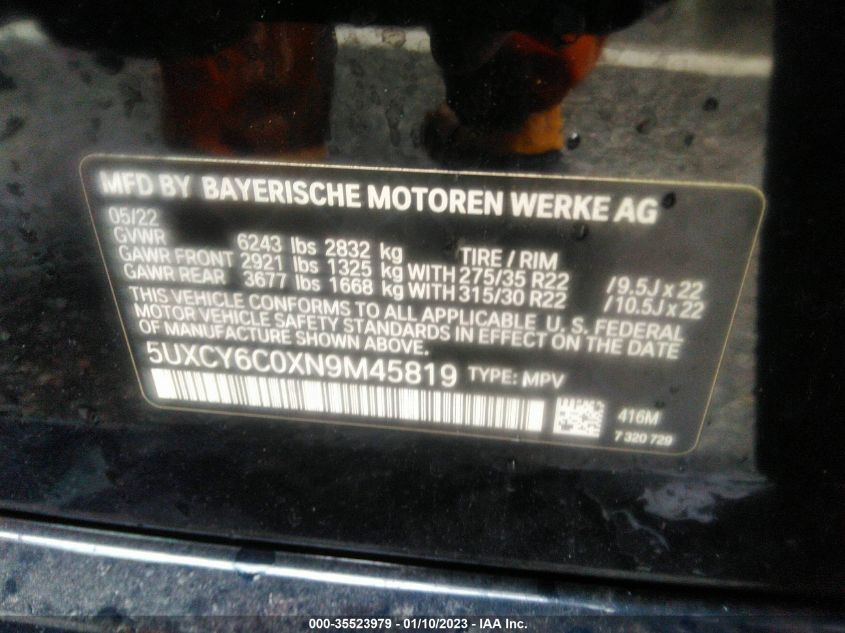 MFD BY BAYERISCHE MOTOREN WERKE AG
05/22
GVWR 6243 lbs 2832 kg TIRE / RIM
GAWR FRONT 2921 lbs 1325 kg WITH 275/35 R22 /9.5J x 22
GAWR REAR 3677 lbs 1668 kg WITH 315/30 R22 /10.5J x 22
THIS VEHICLE CONFORMS TO ALL APPLICABLE U.S. FEDERAL
MOTOR VEHICLE SAFETY STANDARDS IN EFFECT ON THE DATE
OF MANUFACTURE SHOWN ABOVE.
5UXCY6C0XN9M45819 TYPE: MPV
416M
7 320 729
000-35523979 - 01/10/2023 - IAA Inc.